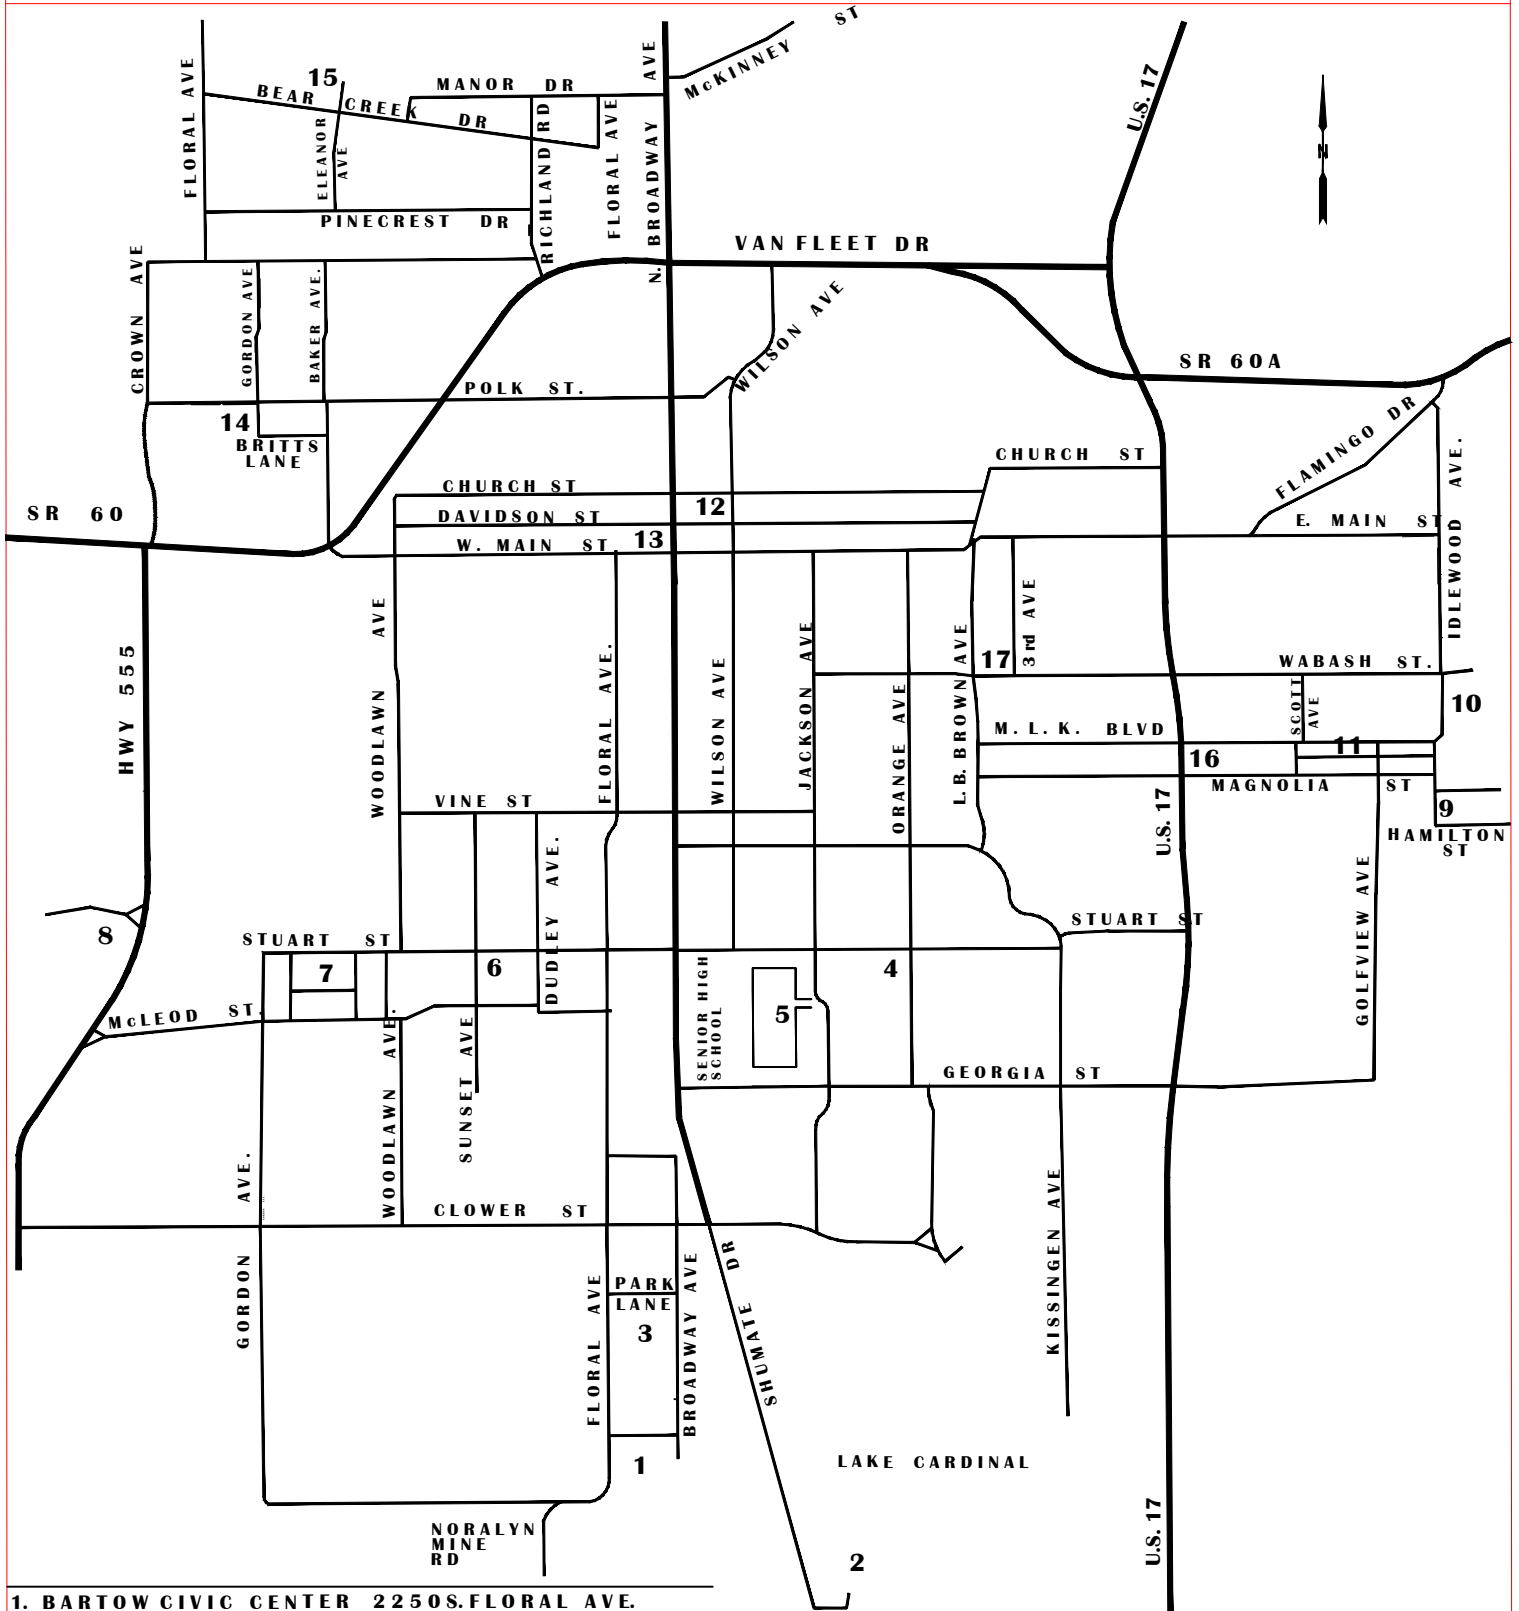 McKINNEY ST
FLORAL AVE
15
BEAR CREEK DR
MANOR DR
ELEANOR AVE
RICHLAND RD
FLORAL AVE
N. BROADWAY AVE
U.S. 17
N
PINECREST DR
VAN FLEET DR
CROWN AVE
GORDON AVE
BAKER AVE.
WILSON AVE
SR 60A
POLK ST.
14
BRITTS
LANE
FLAMINGO DR
IDLEWOOD AVE.
CHURCH ST
CHURCH ST
12
SR 60
DAVIDSON ST
E. MAIN ST
W. MAIN ST
13
HWY 555
WOODLAWN AVE
FLORAL AVE.
WILSON AVE
JACKSON AVE
ORANGE AVE
L.B. BROWN AVE
17
3rd AVE
WABASH ST.
SCOTT
AVE
10
M.L.K. BLVD
11
16
MAGNOLIA ST
VINE ST
U.S. 17
9
HAMILTON
ST
DUDLEY AVE.
GOLFVIEW AVE
8
STUART ST
STUART ST
7
6
4
SENIOR HIGH
SCHOOL
5
McLEOD ST.
WOODLAWN AVE.
SUNSET AVE
GEORGIA ST
GORDON AVE.
CLOWER ST
KISSINGEN AVE
SHUMATE DR
FLORAL AVE
PARK
LANE
3
BROADWAY AVE
1
LAKE CARDINAL
NORALYN
MINE
RD
2
U.S. 17
1. BARTOW CIVIC CENTER 2250 S. FLORAL AVE.